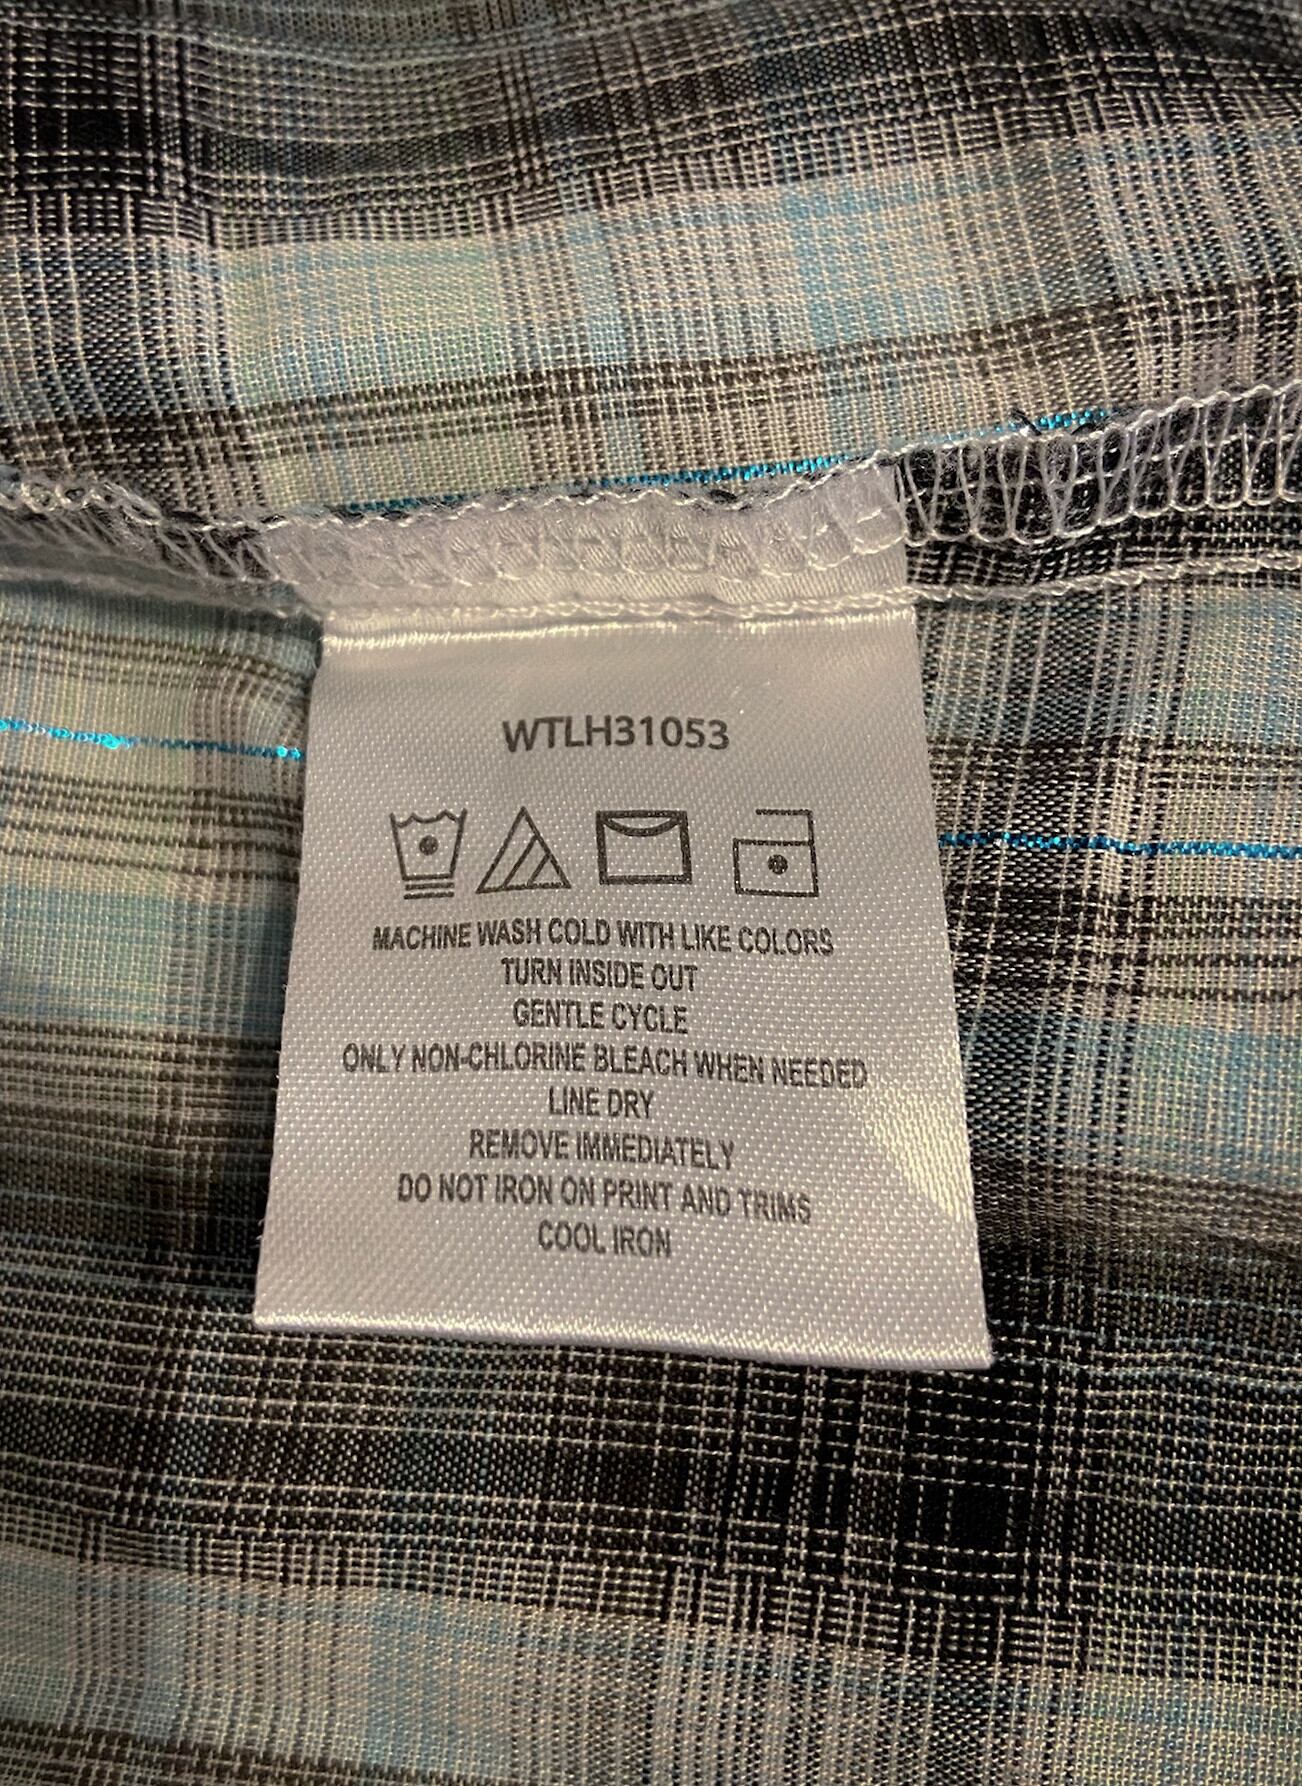 WTLH31053
MACHINE WASH COLD WITH LIKE COLORS
TURN INSIDE OUT
GENTLE CYCLE
ONLY NON-CHLORINE BLEACH WHEN NEEDED
LINE DRY
REMOVE IMMEDIATELY
DO NOT IRON ON PRINT AND TRIMS
COOL IRON